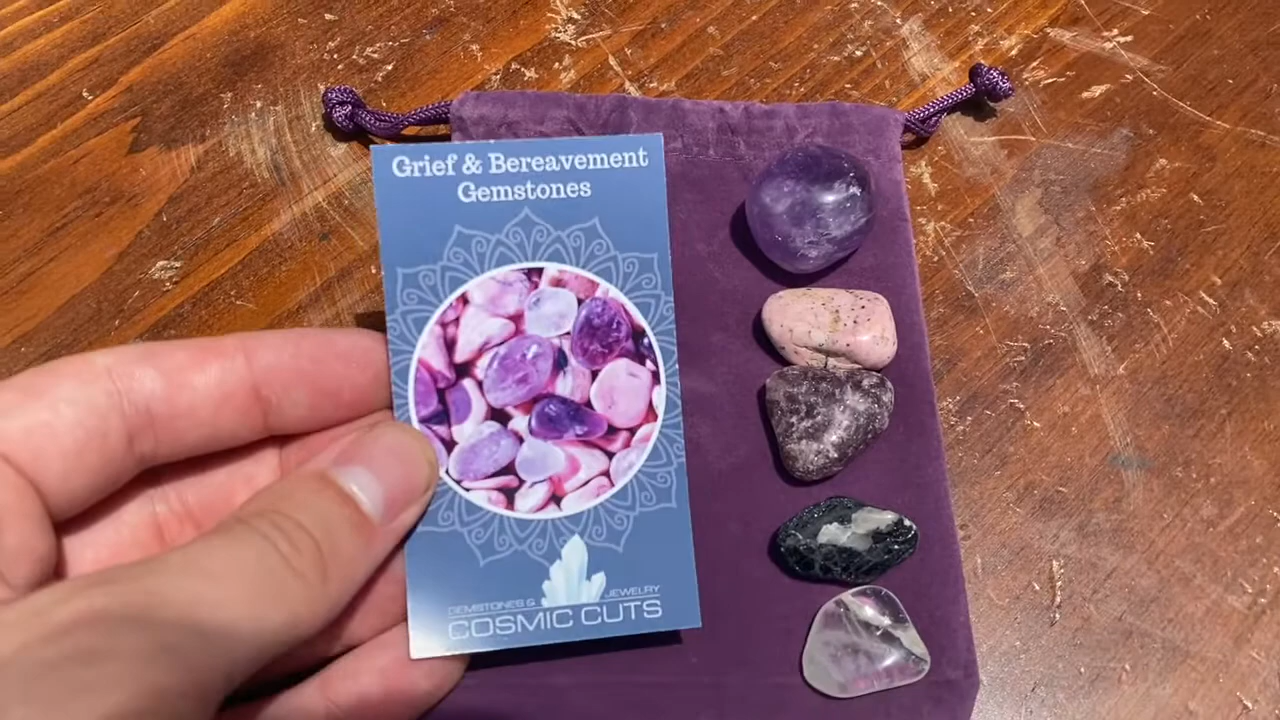 Grief & Bereavement
Gemstones
GEMSTONES & JEWELRY
COSMIC CUTS